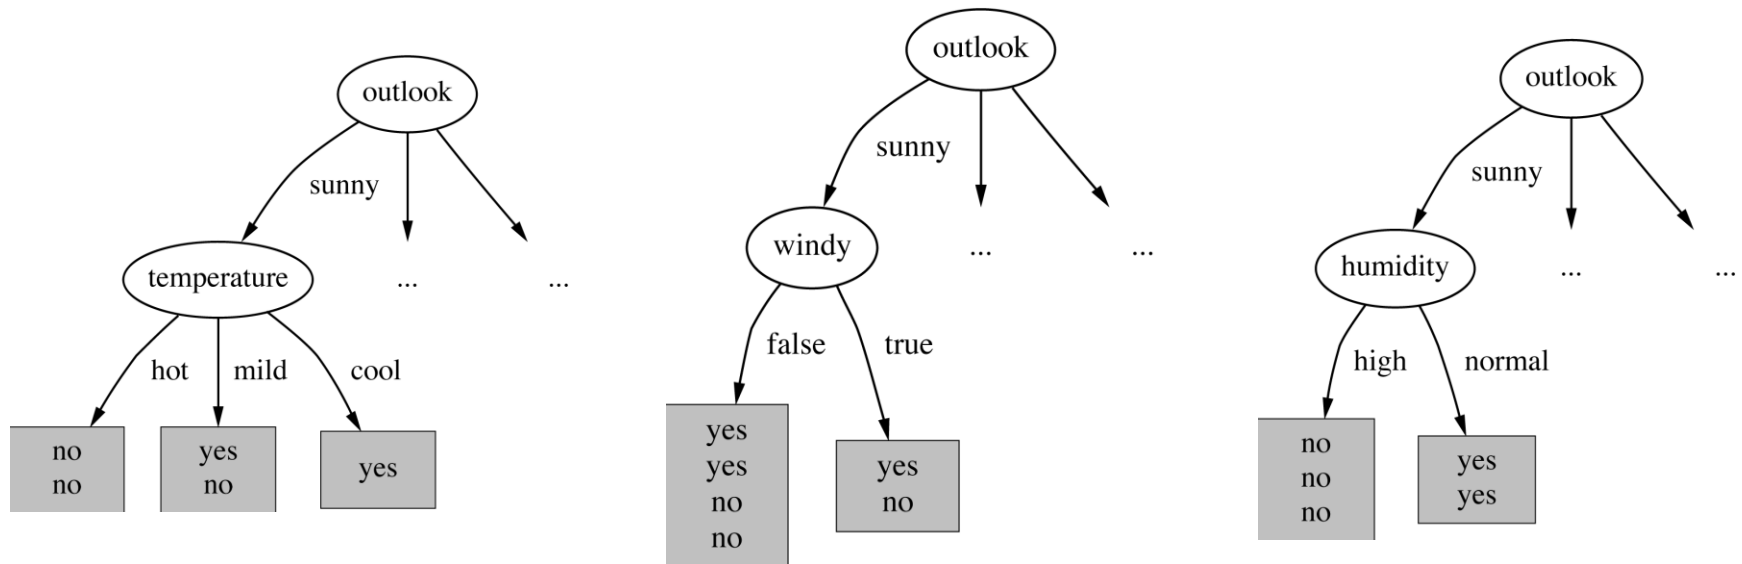 outlook
sunny
temperature
...
...
hot
mild
cool
no
no
yes
no
yes
outlook
sunny
windy
...
...
false
true
yes
yes
no
no
yes
no
outlook
sunny
humidity
...
...
high
normal
no
no
no
yes
yes